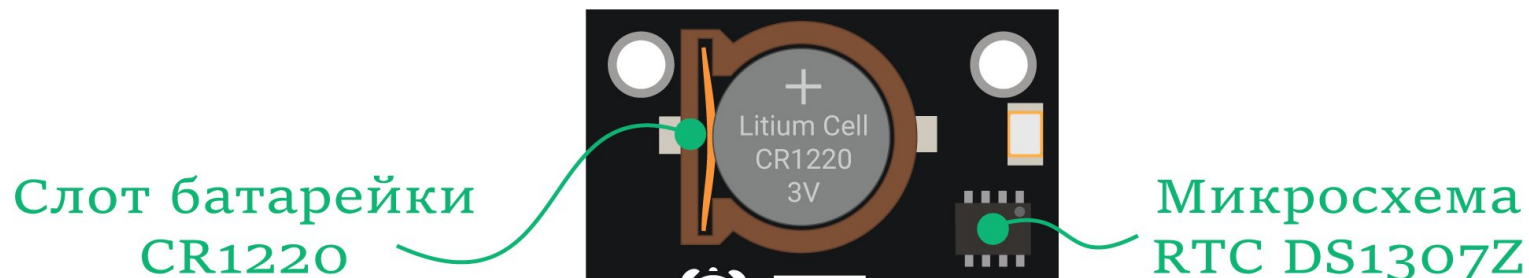 +
Litium Cell
CR1220
3V
Слот батарейки
CR1220
Микросхема
RTC DS1307Z